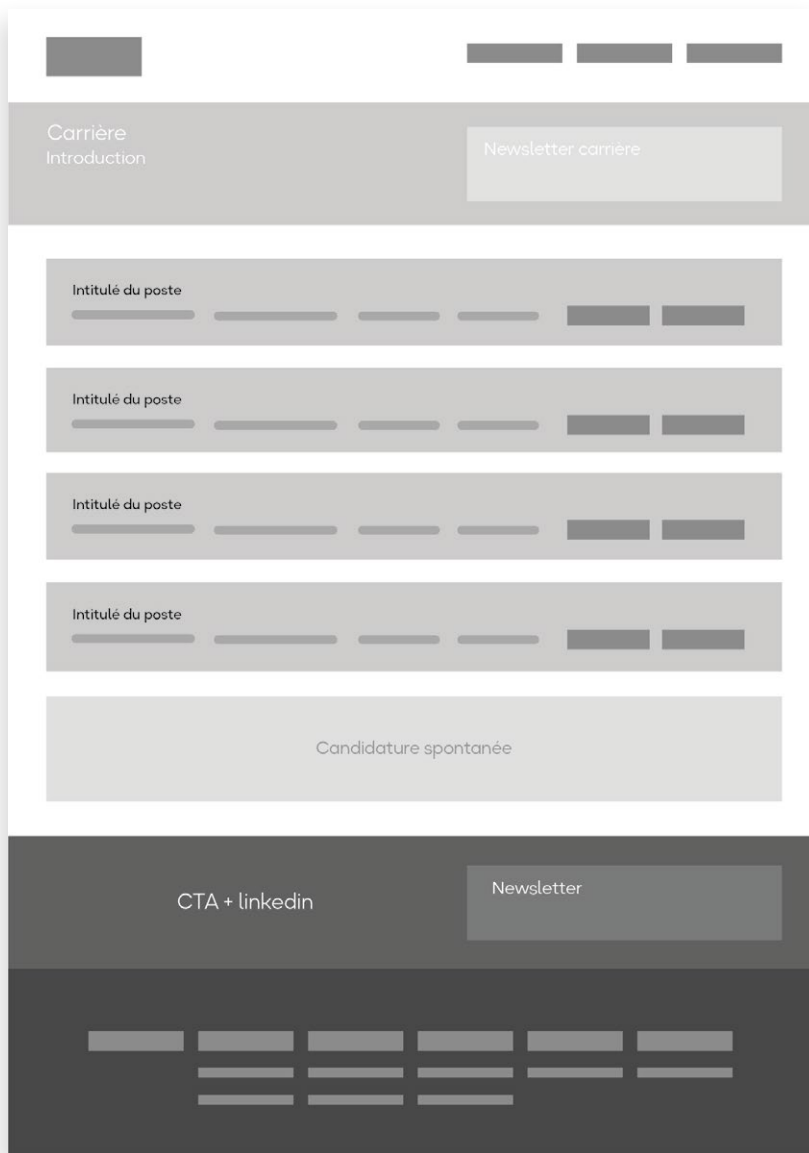 Carrière
Introduction
Newsletter carrière
Intitulé du poste
Intitulé du poste
Intitulé du poste
Intitulé du poste
Candidature spontanée
CTA + linkedin
Newsletter